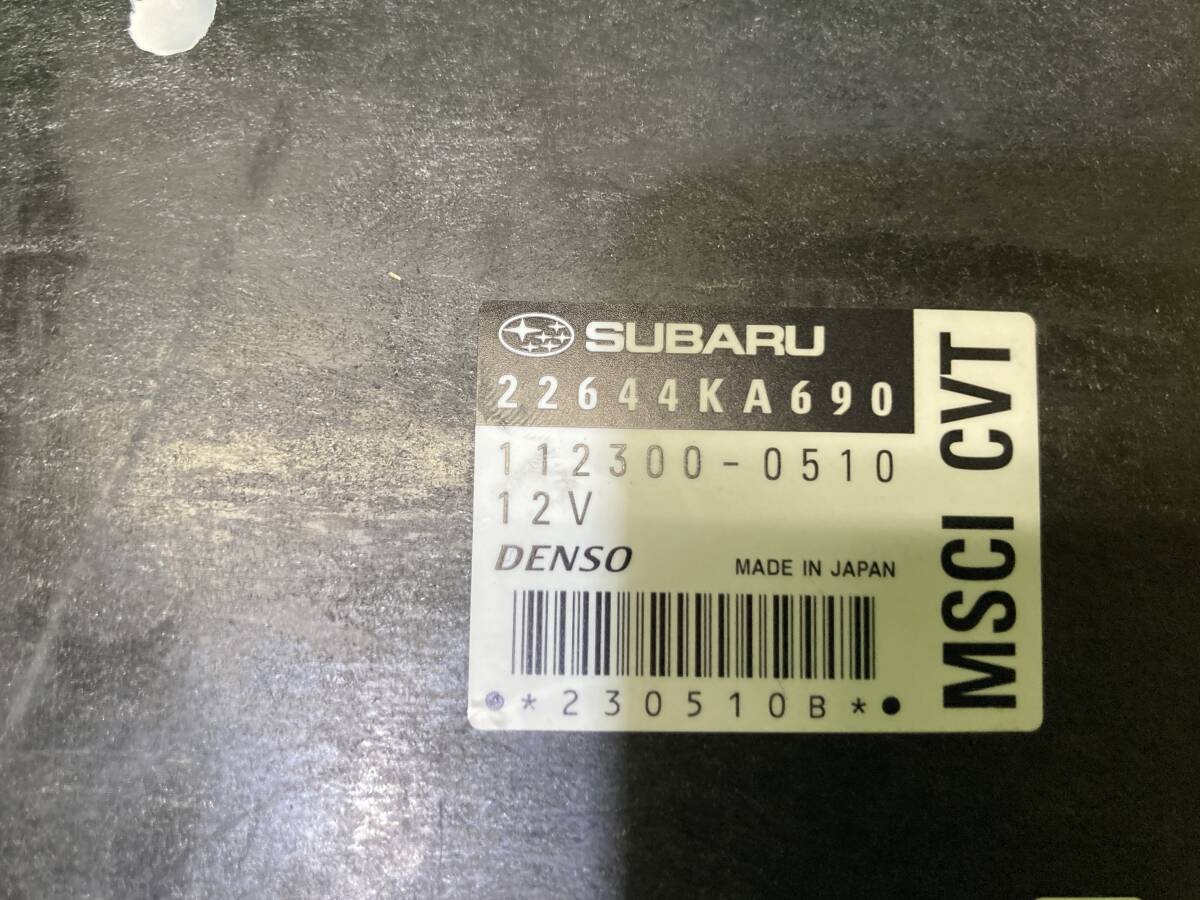 SUBARU
22644KA690
112300-0510
12V
DENSO MADE IN JAPAN
*230510B*
MSCI CVT